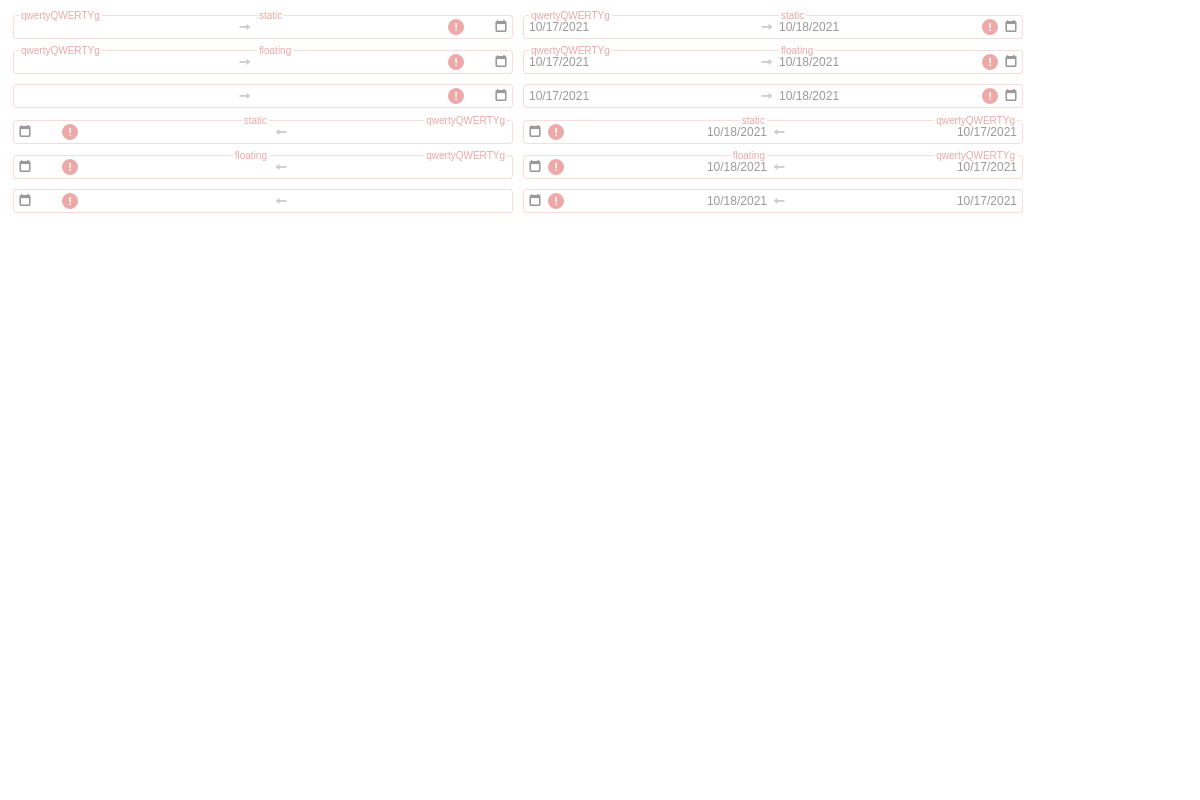 qwertyQWERTYg static qwertyQWERTYg static
→ ! 10/17/2021 → 10/18/2021 !
qwertyQWERTYg floating qwertyQWERTYg floating
→ ! 10/17/2021 → 10/18/2021 !
→ ! 10/17/2021 → 10/18/2021 !
static qwertyQWERTYg static qwertyQWERTYg
! ← ! 10/18/2021 ← 10/17/2021
floating qwertyQWERTYg floating qwertyQWERTYg
! ← ! 10/18/2021 ← 10/17/2021
! ← ! 10/18/2021 ← 10/17/2021